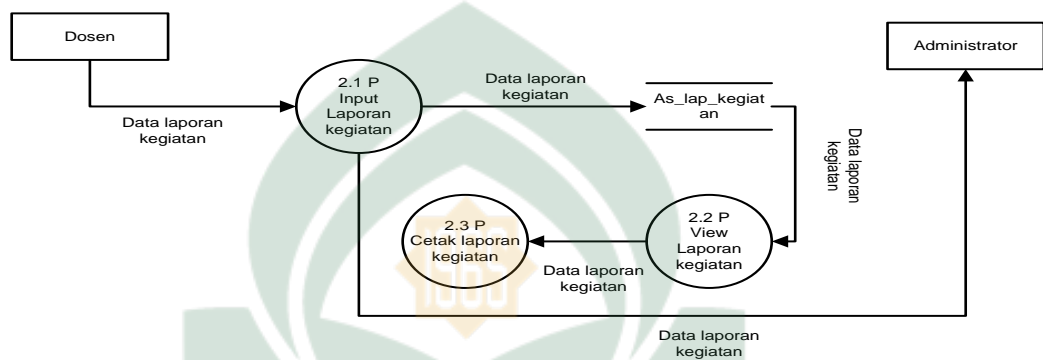 Dosen
Administrator
2.1 P
Input
Laporan
kegiatan
Data laporan
kegiatan
As_lap_kegiat
an
Data laporan
kegiatan
Data laporan
kegiatan
2.3 P
Cetak laporan
kegiatan
2.2 P
View
Laporan
kegiatan
Data laporan
kegiatan
Data laporan
kegiatan